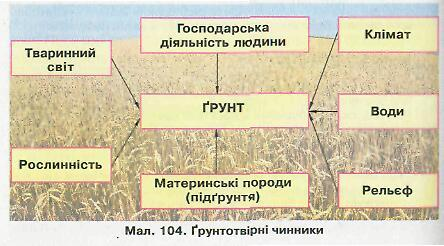 Господарська
діяльність людини
Клімат
Тваринний
світ
ҐРУНТ
Води
Рослинність
Материнські породи
(підґрунтя)
Рельєф
Мал. 104. Ґрунтотвірні чинники